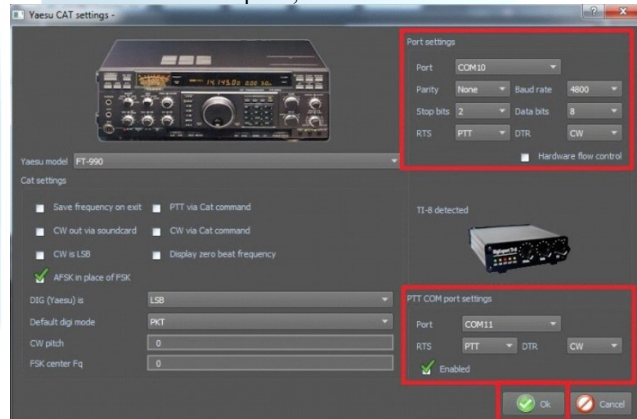 Yaesu CAT settings -
Port settings
Port COM10
Parity None Baud rate 4800
Stop bits 2 Data bits 8
RTS PTT DTR CW
Hardware flow control
Yaesu model FT-990
Cat settings
Save frequency on exit PTT via Cat command
CW out via soundcard CW via Cat command
CW is LSB Display zero beat frequency
AFSK in place of FSK
TI-8 detected
DIG (Yaesu) is LSB
Default digi mode PKT
CW pitch 0
FSK center Fq 0
PTT COM port settings
Port COM11
RTS PTT DTR CW
Enabled
Ok Cancel